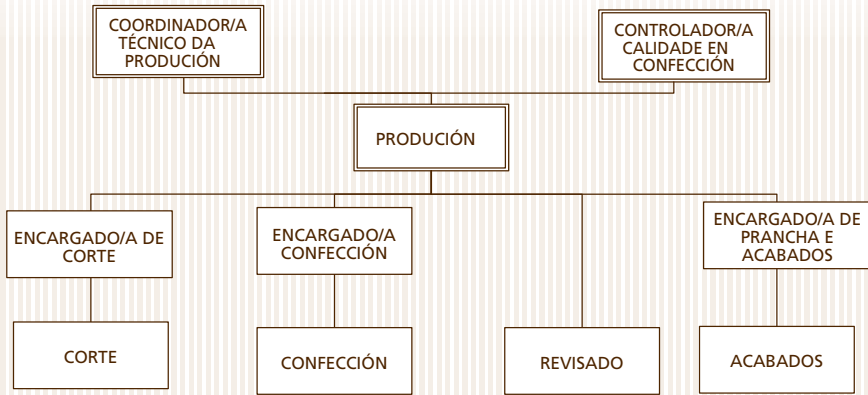 COORDINADOR/A
TÉCNICO DA
PRODUCIÓN
CONTROLADOR/A
CALIDADE EN
CONFECCIÓN
PRODUCIÓN
ENCARGADO/A DE
CORTE
ENCARGADO/A
CONFECCIÓN
ENCARGADO/A DE
PRANCHA E
ACABADOS
CORTE
CONFECCIÓN
REVISADO
ACABADOS